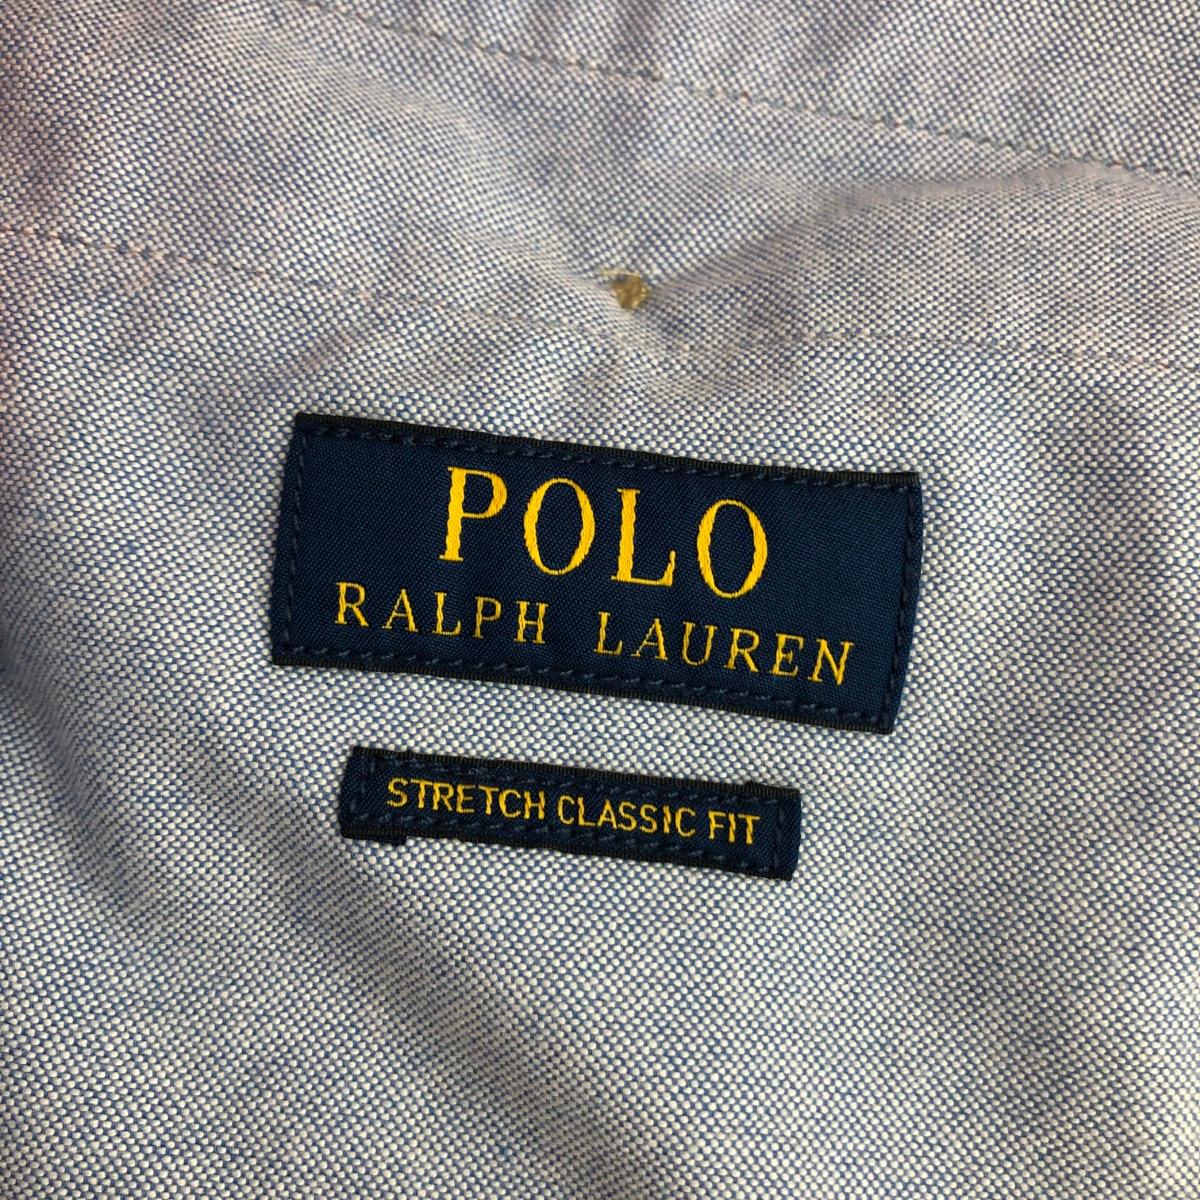 POLO
RALPH LAUREN
STRETCH CLASSIC FIT